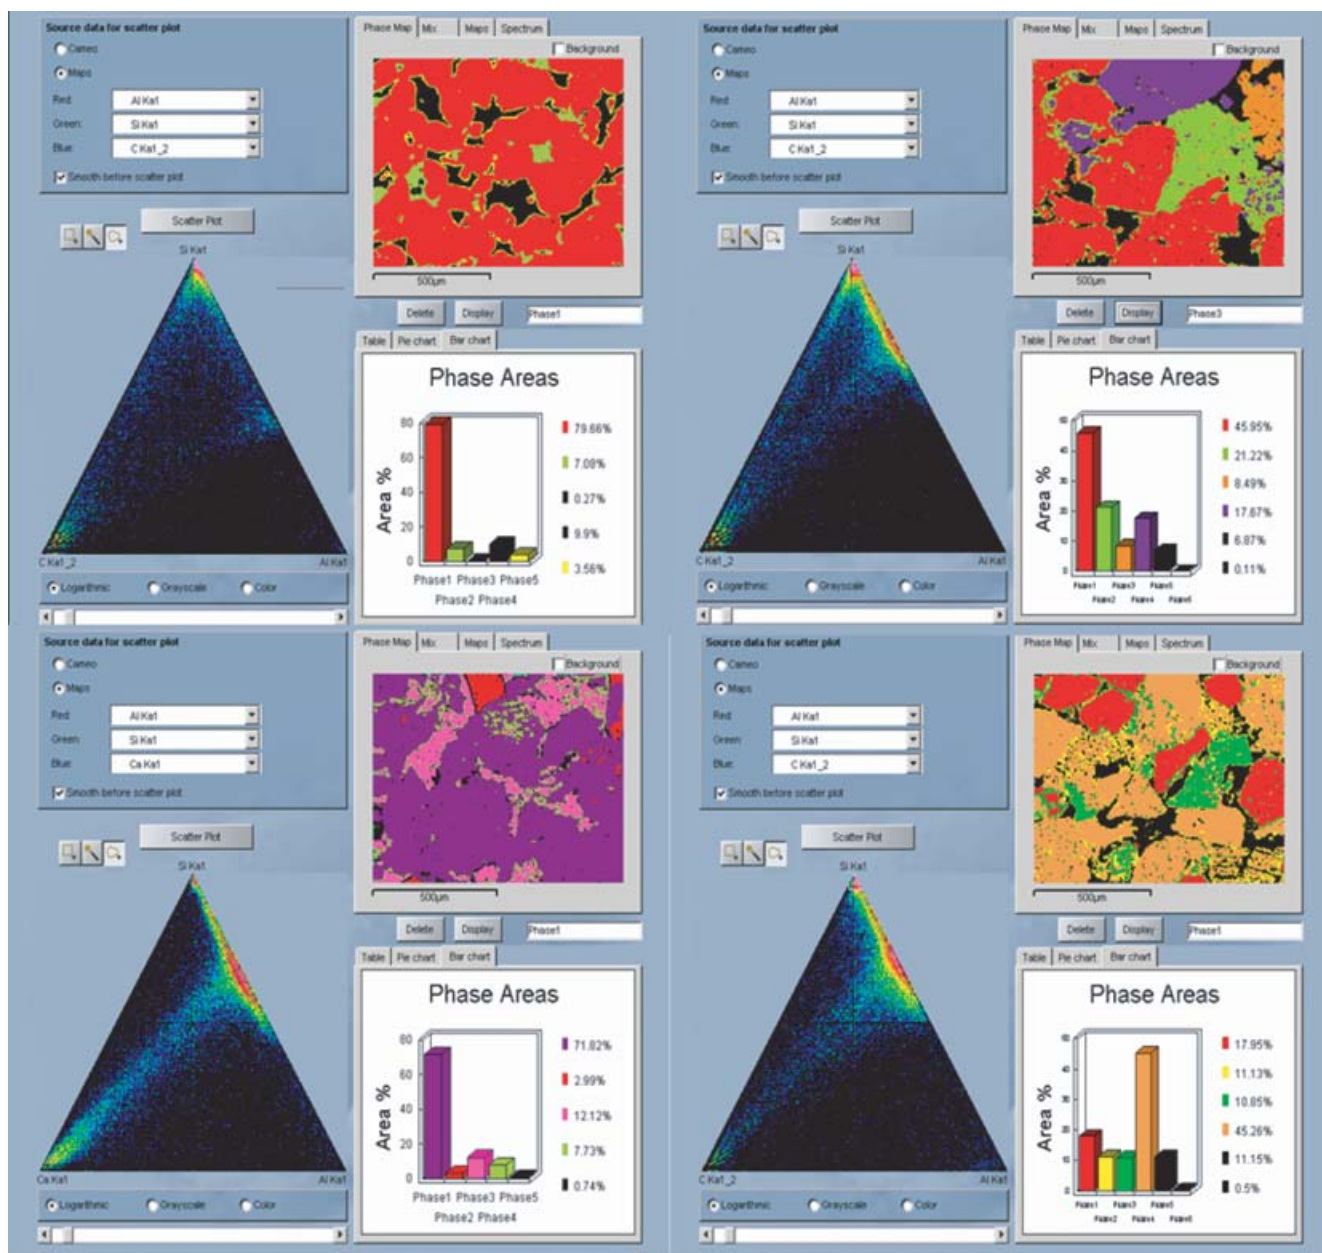 Source data for scatter plot
Cameo
Maps
Red: Al Ka1
Green: Si Ka1
Blue: C Ka1_2
Smooth before scatter plot
Scatter Plot
Si Ka1
C Ka1_2
Al Ka1
Logarithmic Grayscale Color
Phase Map Mix Maps Spectrum
Background
500µm
Delete Display Phase1
Table Pie chart Bar chart
Phase Areas
Area %
80
60
40
20
0
79.66%
7.08%
0.27%
9.9%
3.56%
Phase1 Phase3 Phase5
Phase2 Phase4
Source data for scatter plot
Cameo
Maps
Red: Al Ka1
Green: Si Ka1
Blue: C Ka1_2
Smooth before scatter plot
Scatter Plot
Si Ka1
C Ka1_2
Al Ka1
Logarithmic Grayscale Color
Phase Map Mix Maps Spectrum
Background
500µm
Delete Display Phase3
Table Pie chart Bar chart
Phase Areas
Area %
45.95%
21.22%
8.49%
17.67%
6.87%
0.11%
Source data for scatter plot
Cameo
Maps
Red: Al Ka1
Green: Si Ka1
Blue: Ca Ka1
Smooth before scatter plot
Scatter Plot
Si Ka1
Ca Ka1
Al Ka1
Logarithmic Grayscale Color
Phase Map Mix Maps Spectrum
Background
500µm
Delete Display Phase1
Table Pie chart Bar chart
Phase Areas
Area %
80
60
40
20
0
71.82%
2.99%
12.12%
7.73%
0.74%
Phase1 Phase3 Phase5
Phase2 Phase4
Source data for scatter plot
Cameo
Maps
Red: Al Ka1
Green: Si Ka1
Blue: C Ka1_2
Smooth before scatter plot
Scatter Plot
Si Ka1
C Ka1_2
Al Ka1
Logarithmic Grayscale Color
Phase Map Mix Maps Spectrum
Background
500µm
Delete Display Phase1
Table Pie chart Bar chart
Phase Areas
Area %
17.95%
11.13%
10.85%
45.26%
11.15%
0.5%